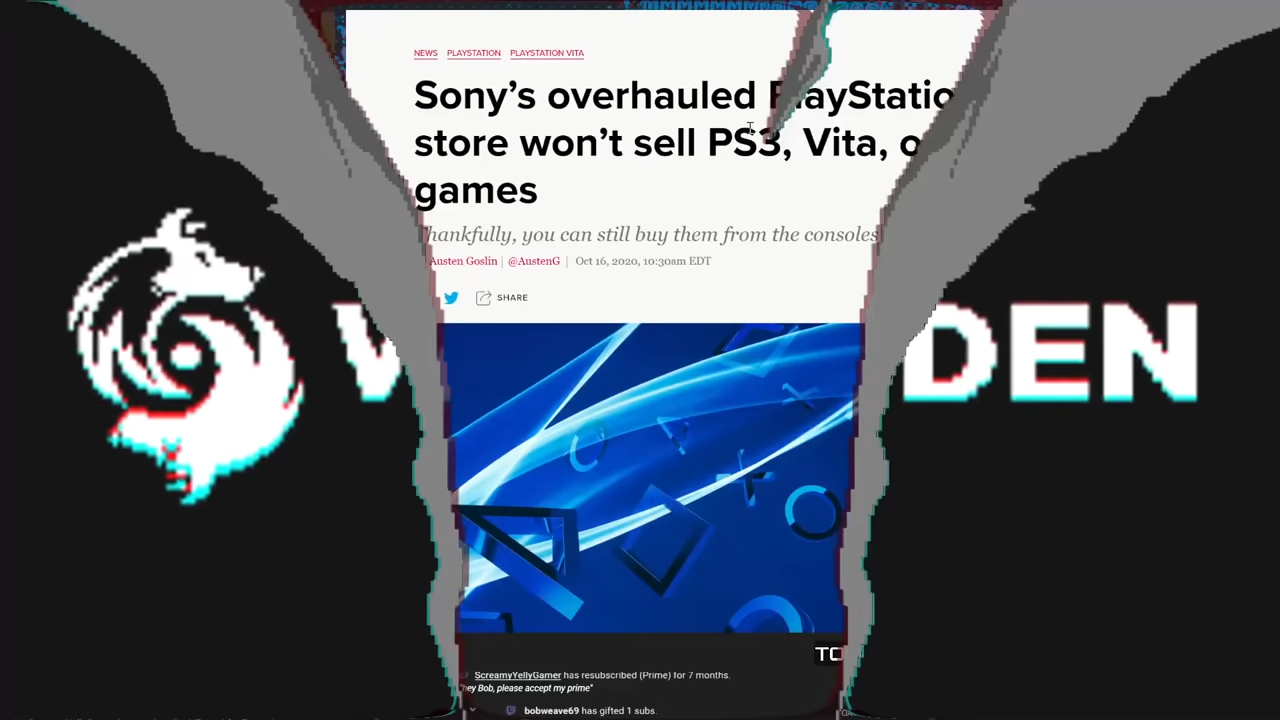 NEWS PLAYSTATION PLAYSTATION VITA
Sony’s overhauled
store won’t sell PS3, Vita,
games
you can still buy them from the consoles
Austen Goslin | @AustenG | Oct 16, 2020, 10:30am EDT
SHARE
DEN
ScreamyYellyGamer has resubscribed (Prime) for 7 months.
Bob, please accept my prime"
bobweave69 has gifted 1 subs.